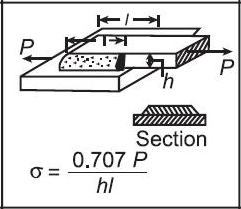 l
l
P
P
h
Section
σ = 0.707 P
hl